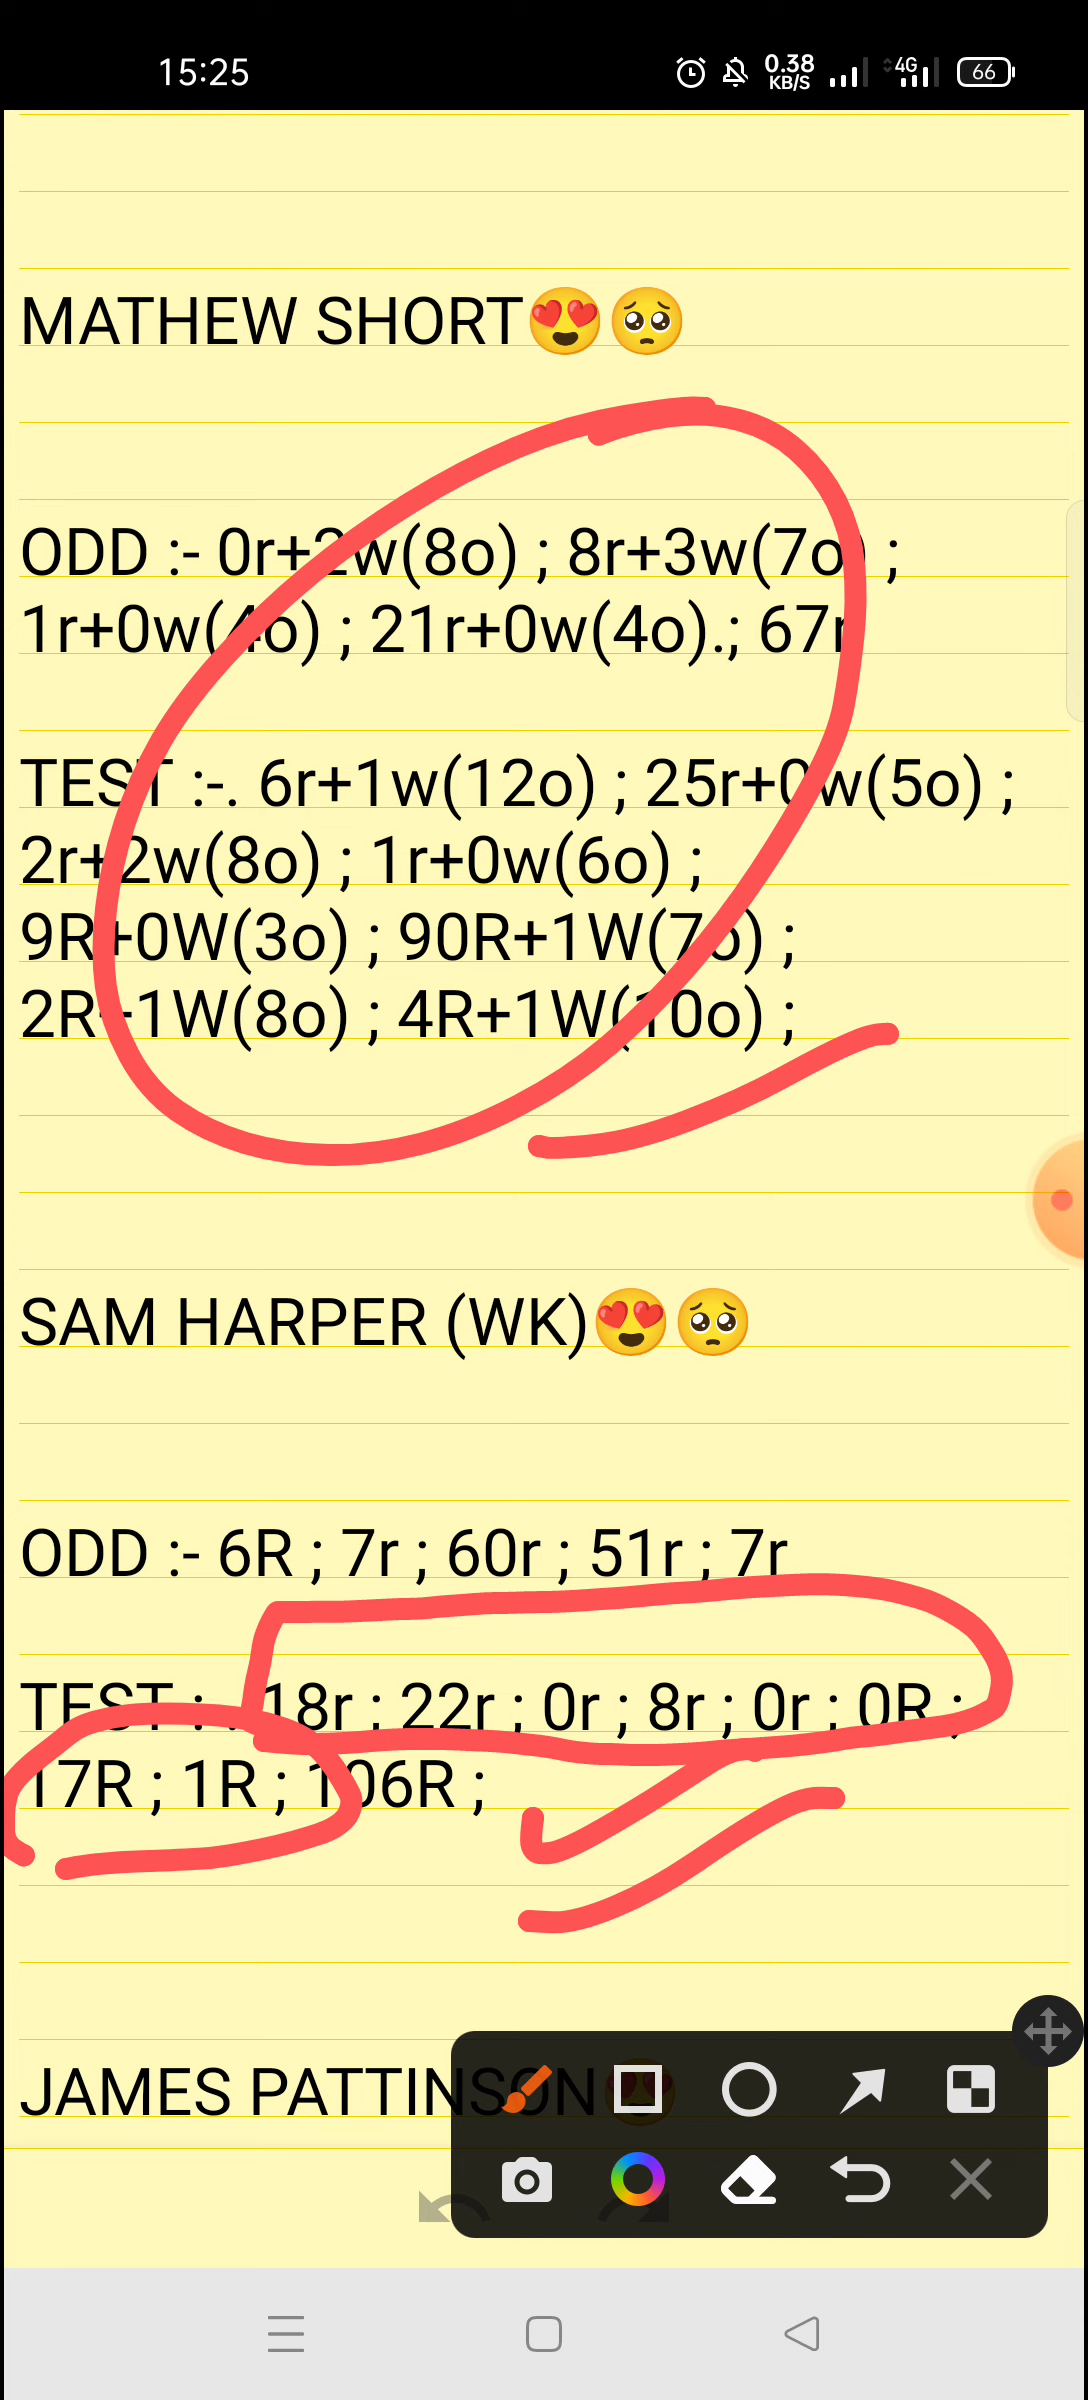 15:25
0.38
KB/S
4G
66
MATHEW SHORT😍🥺
ODD :- 0r+2w(8o) ; 8r+3w(7o) ;
1r+0w(4o) ; 21r+0w(4o).; 67r
TEST :-. 6r+1w(12o) ; 25r+0w(5o) ;
2r+2w(8o) ; 1r+0w(6o) ;
9R+0W(3o) ; 90R+1W(7o) ;
2R+1W(8o) ; 4R+1W(10o) ;
SAM HARPER (WK)😍🥺
ODD :- 6R ; 7r ; 60r ; 51r ; 7r
TEST :-. 18r ; 22r ; 0r ; 8r ; 0r ; 0R ;
17R ; 1R ; 106R ;
JAMES PATTINSON😍